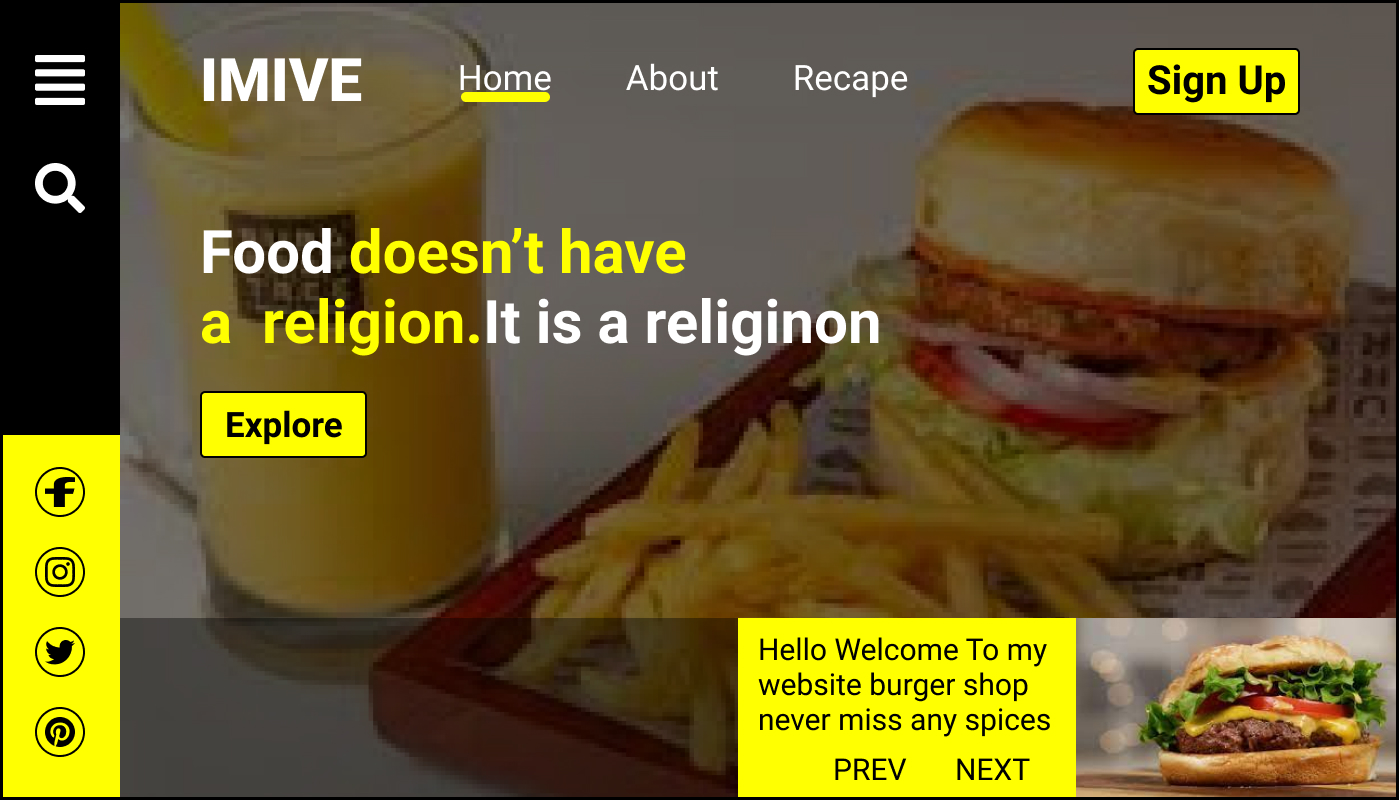 IMIVE
Home
About
Recape
Sign Up
Food doesn’t have
a religion.It is a religinon
Explore
Hello Welcome To my
website burger shop
never miss any spices
PREV
NEXT